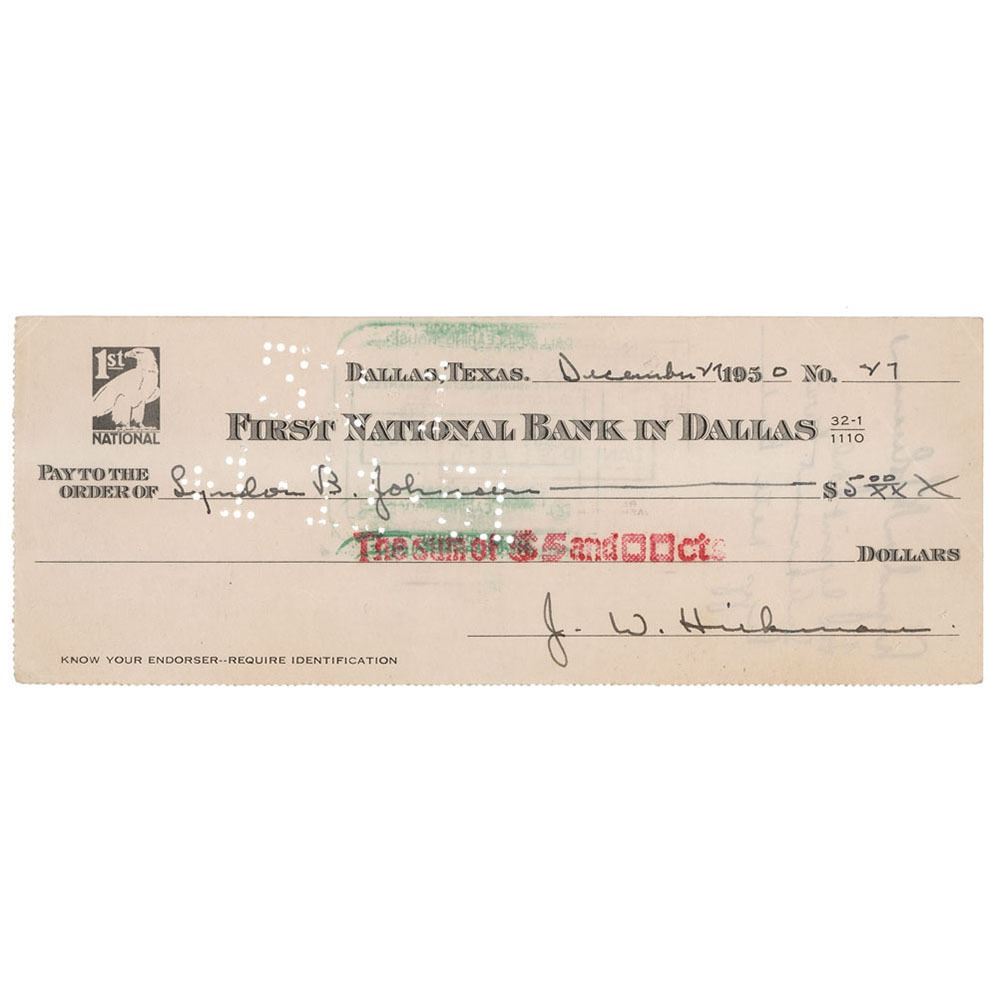 1st
NATIONAL
DALLAS, TEXAS. December 27 1950 No. 27
FIRST NATIONAL BANK IN DALLAS 32-1
1110
PAY TO THE
ORDER OF Lyndon B. Johnson $ 5 00
XX X
The sum of $5 and 00 cts DOLLARS
J. W. Hickman
KNOW YOUR ENDORSER--REQUIRE IDENTIFICATION